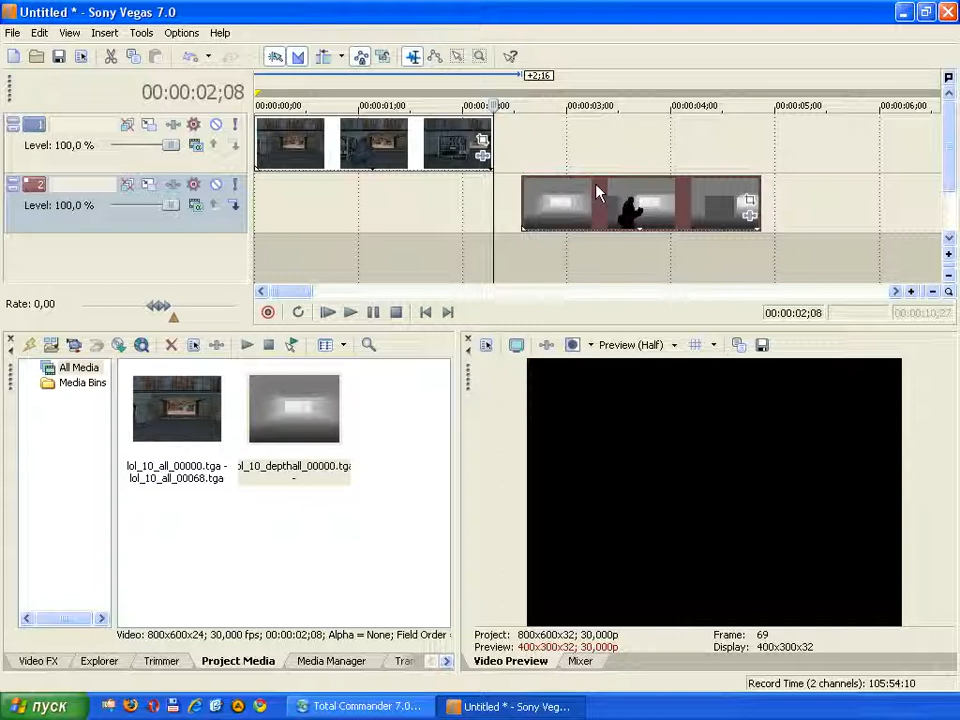 Untitled * - Sony Vegas 7.0
File Edit View Insert Tools Options Help
+2;16
00:00:02;08
00:00:00;00 00:00:01;00 00:00:03;00 00:00:04;00 00:00:05;00 00:00:06;00
1
Level: 100,0 %
2
Level: 100,0 %
Rate: 0,00
00:00:02;08 00:00:10;27
Preview (Half)
All Media
Media Bins
lol_10_all_00000.tga -
lol_10_all_00068.tga
ol_10_depthall_00000.tga
-
Video: 800x600x24; 30,000 fps; 00:00:02;08; Alpha = None; Field Order
Project: 800x600x32; 30,000p
Frame: 69
Preview: 400x300x32; 30,000p
Display: 400x300x32
Video FX Explorer Trimmer Project Media Media Manager
Video Preview Mixer
Record Time (2 channels): 105:54:10
пуск
Total Commander 7.0...
Untitled * - Sony Veg...